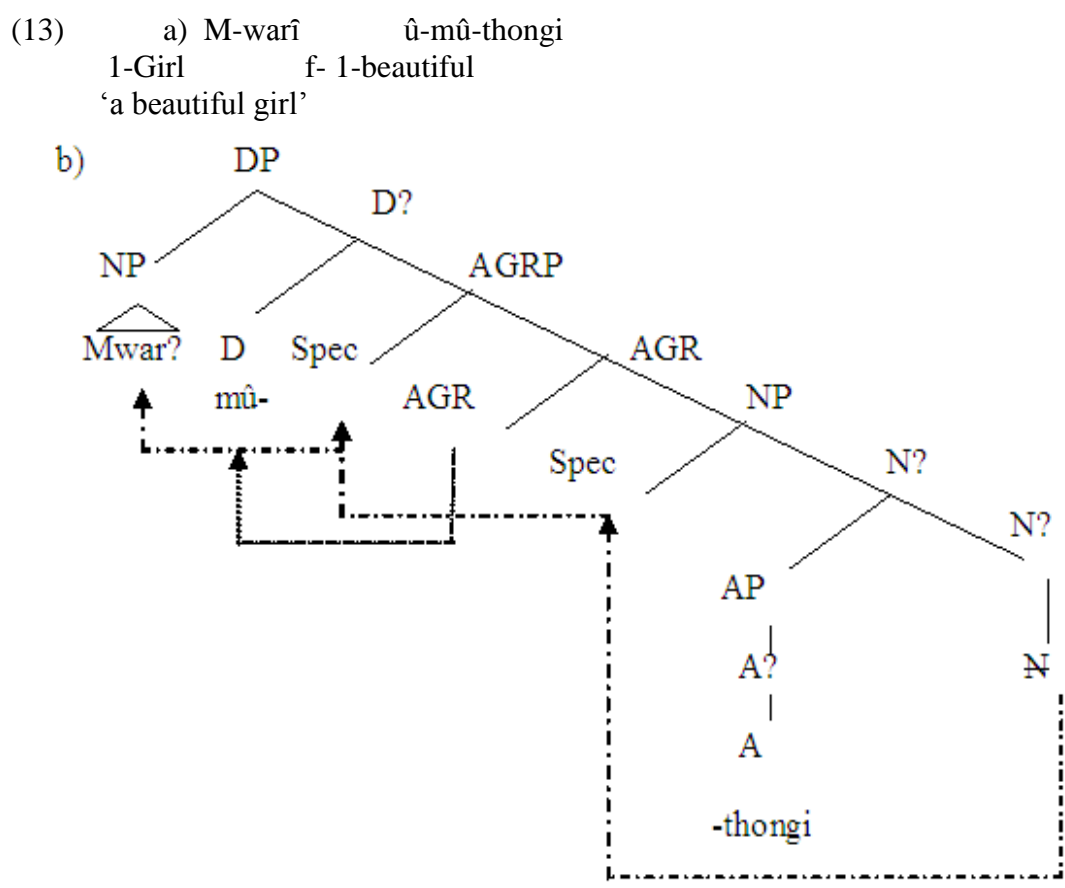 (13) a) M-warî û-mû-thongi
1-Girl f- 1-beautiful
‘a beautiful girl’
b) DP
D?
NP AGRP
Mwar? D Spec AGR
mû- AGR NP
Spec N?
N?
AP
A? N
A
-thongi